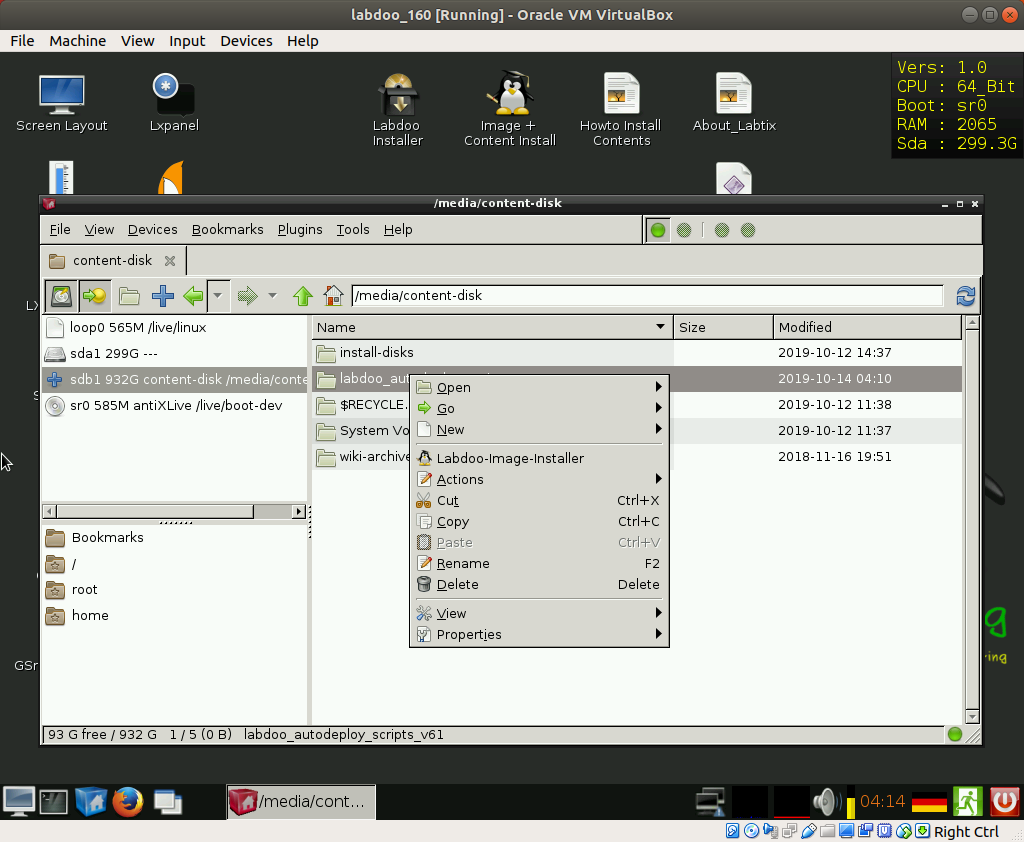 labdoo_160 [Running] - Oracle VM VirtualBox
File Machine View Input Devices Help
Vers: 1.0
CPU : 64_Bit
Boot: sr0
RAM : 2065
Sda : 299.3G
Screen Layout
Lxpanel
Labdoo Installer
Image + Content Install
Howto Install Contents
About_Labtix
/media/content-disk
File View Devices Bookmarks Plugins Tools Help
content-disk
/media/content-disk
loop0 565M /live/linux
sda1 299G ---
sdb1 932G content-disk /media/conte
sr0 585M antiXLive /live/boot-dev
Bookmarks
/
root
home
Name Size Modified
install-disks 2019-10-12 14:37
2019-10-14 04:10
$RECYCLE. 2019-10-12 11:38
System Vo 2019-10-12 11:37
wiki-archive 2018-11-16 19:51
Open
Go
New
Labdoo-Image-Installer
Actions
Cut Ctrl+X
Copy Ctrl+C
Paste Ctrl+V
Rename F2
Delete Delete
View
Properties
LX
GSr
g
ing
93 G free / 932 G 1 / 5 (0 B) labdoo_autodeploy_scripts_v61
/media/cont...
04:14
Right Ctrl